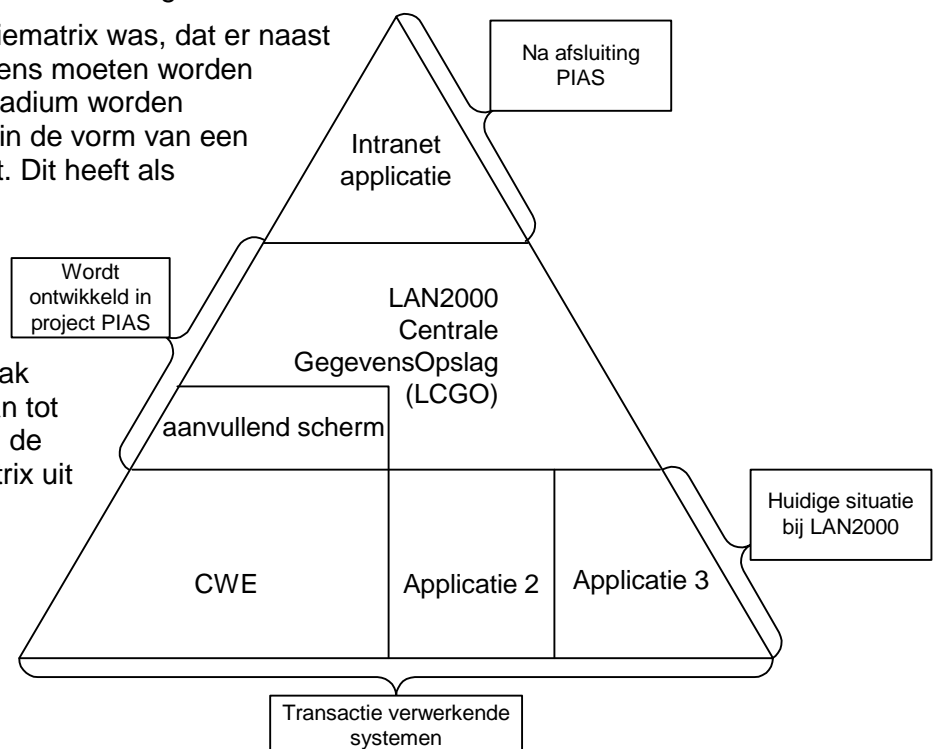 iematrix was, dat er naast
ens moeten worden
adium worden
in de vorm van een
t. Dit heeft als
Na afsluiting
PIAS
Intranet
applicatie
Wordt
ontwikkeld in
project PIAS
LAN2000
Centrale
GegevensOpslag
(LCGO)
ak
n tot
de
trix uit
aanvullend scherm
Huidige situatie
bij LAN2000
CWE
Applicatie 2
Applicatie 3
Transactie verwerkende
systemen